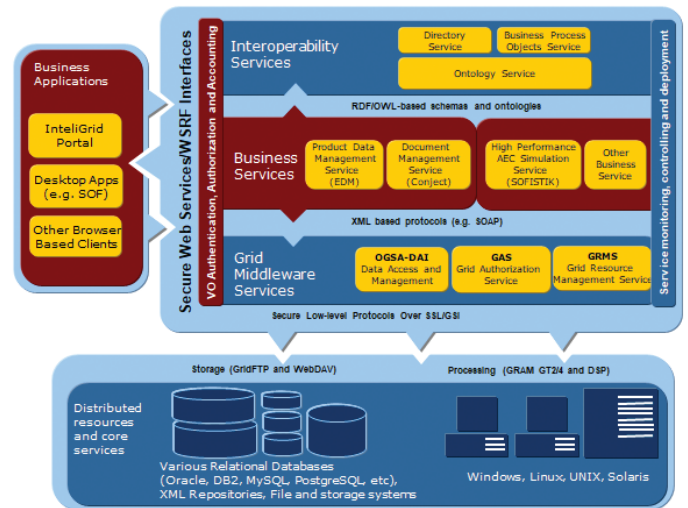 Business
Applications
InteliGrid
Portal
Desktop Apps
(e.g. SOF)
Other Browser
Based Clients
Secure Web Services/WSRF Interfaces
VO Authentication, Authorization and Accounting
Interoperability
Services
Directory
Service
Business Process
Objects Service
Ontology Service
RDF/OWL-based schemas and ontologies
Business
Services
Product Data
Management
Service
(EDM)
Document
Management
Service
(Conject)
High Performance
AEC Simulation
Service
(SOFISTIK)
Other
Business
Service
XML based protocols (e.g. SOAP)
Grid
Middleware
Services
OGSA-DAI
Data Access and
Management
GAS
Grid Authorization
Service
GRMS
Grid Resource
Management Service
Service monitoring, controlling and deployment
Secure Low-level Protocols Over SSL/GSI
Storage (GridFTP and WebDAV)
Processing (GRAM GT2/4 and DSP)
Distributed
resources
and core
services
Various Relational Databases
(Oracle, DB2, MySQL, PostgreSQL, etc),
XML Repositories, File and storage systems
Windows, Linux, UNIX, Solaris